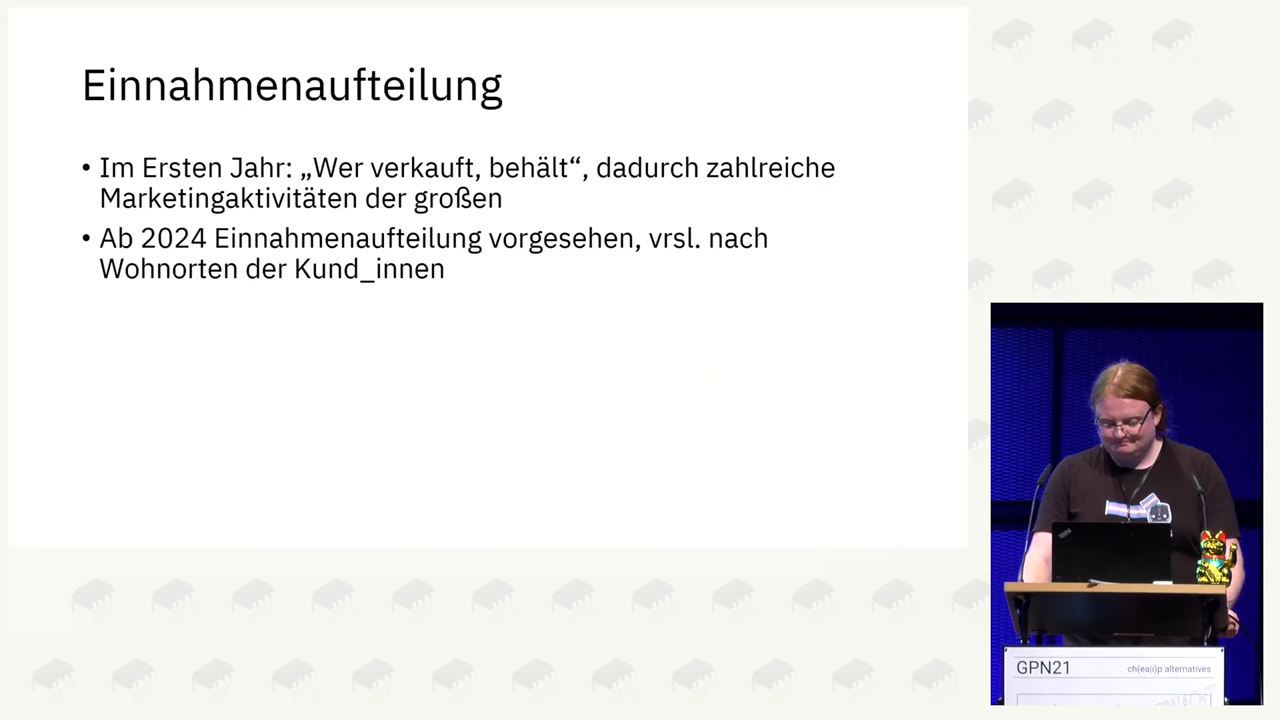 Einnahmenaufteilung
• Im Ersten Jahr: „Wer verkauft, behält“, dadurch zahlreiche
Marketingaktivitäten der großen
• Ab 2024 Einnahmenaufteilung vorgesehen, vrsl. nach
Wohnorten der Kund_innen
GPN21
ch(ea|i)p alternatives